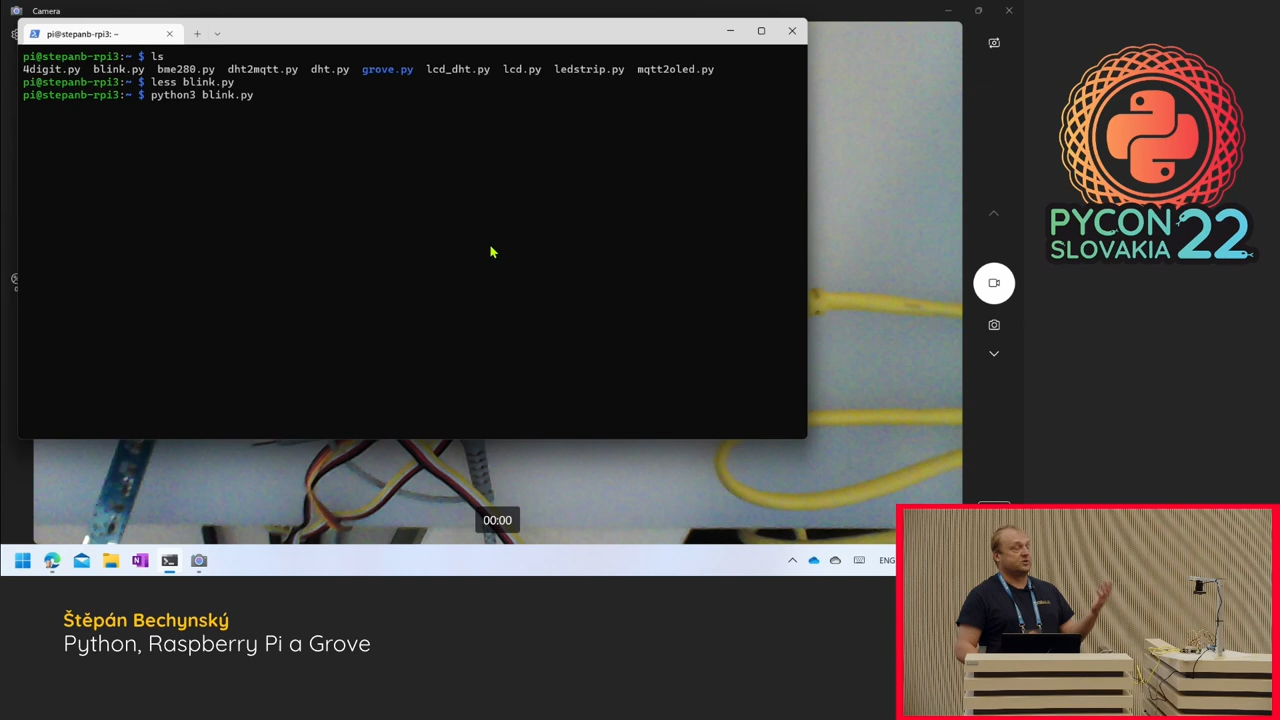 Camera
pi@stepanb-rpi3: ~
pi@stepanb-rpi3:~ $ ls
4digit.py blink.py bme280.py dht2mqtt.py dht.py grove.py lcd_dht.py lcd.py ledstrip.py mqtt2oled.py
pi@stepanb-rpi3:~ $ less blink.py
pi@stepanb-rpi3:~ $ python3 blink.py
00:00
ENG
PYCON
SLOVAKIA
22
Štěpán Bechynský
Python, Raspberry Pi a Grove